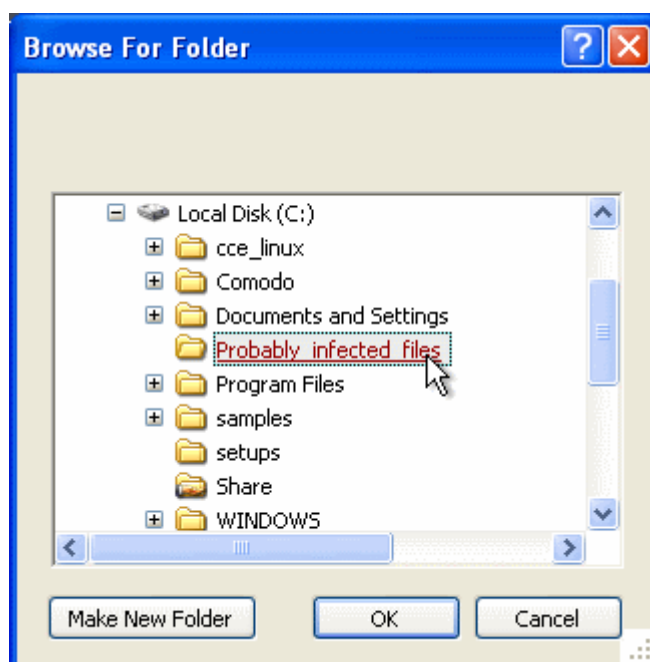 Browse For Folder
Local Disk (C:)
cce_linux
Comodo
Documents and Settings
Probably_infected_files
Program Files
samples
setups
Share
WINDOWS
Make New Folder
OK
Cancel